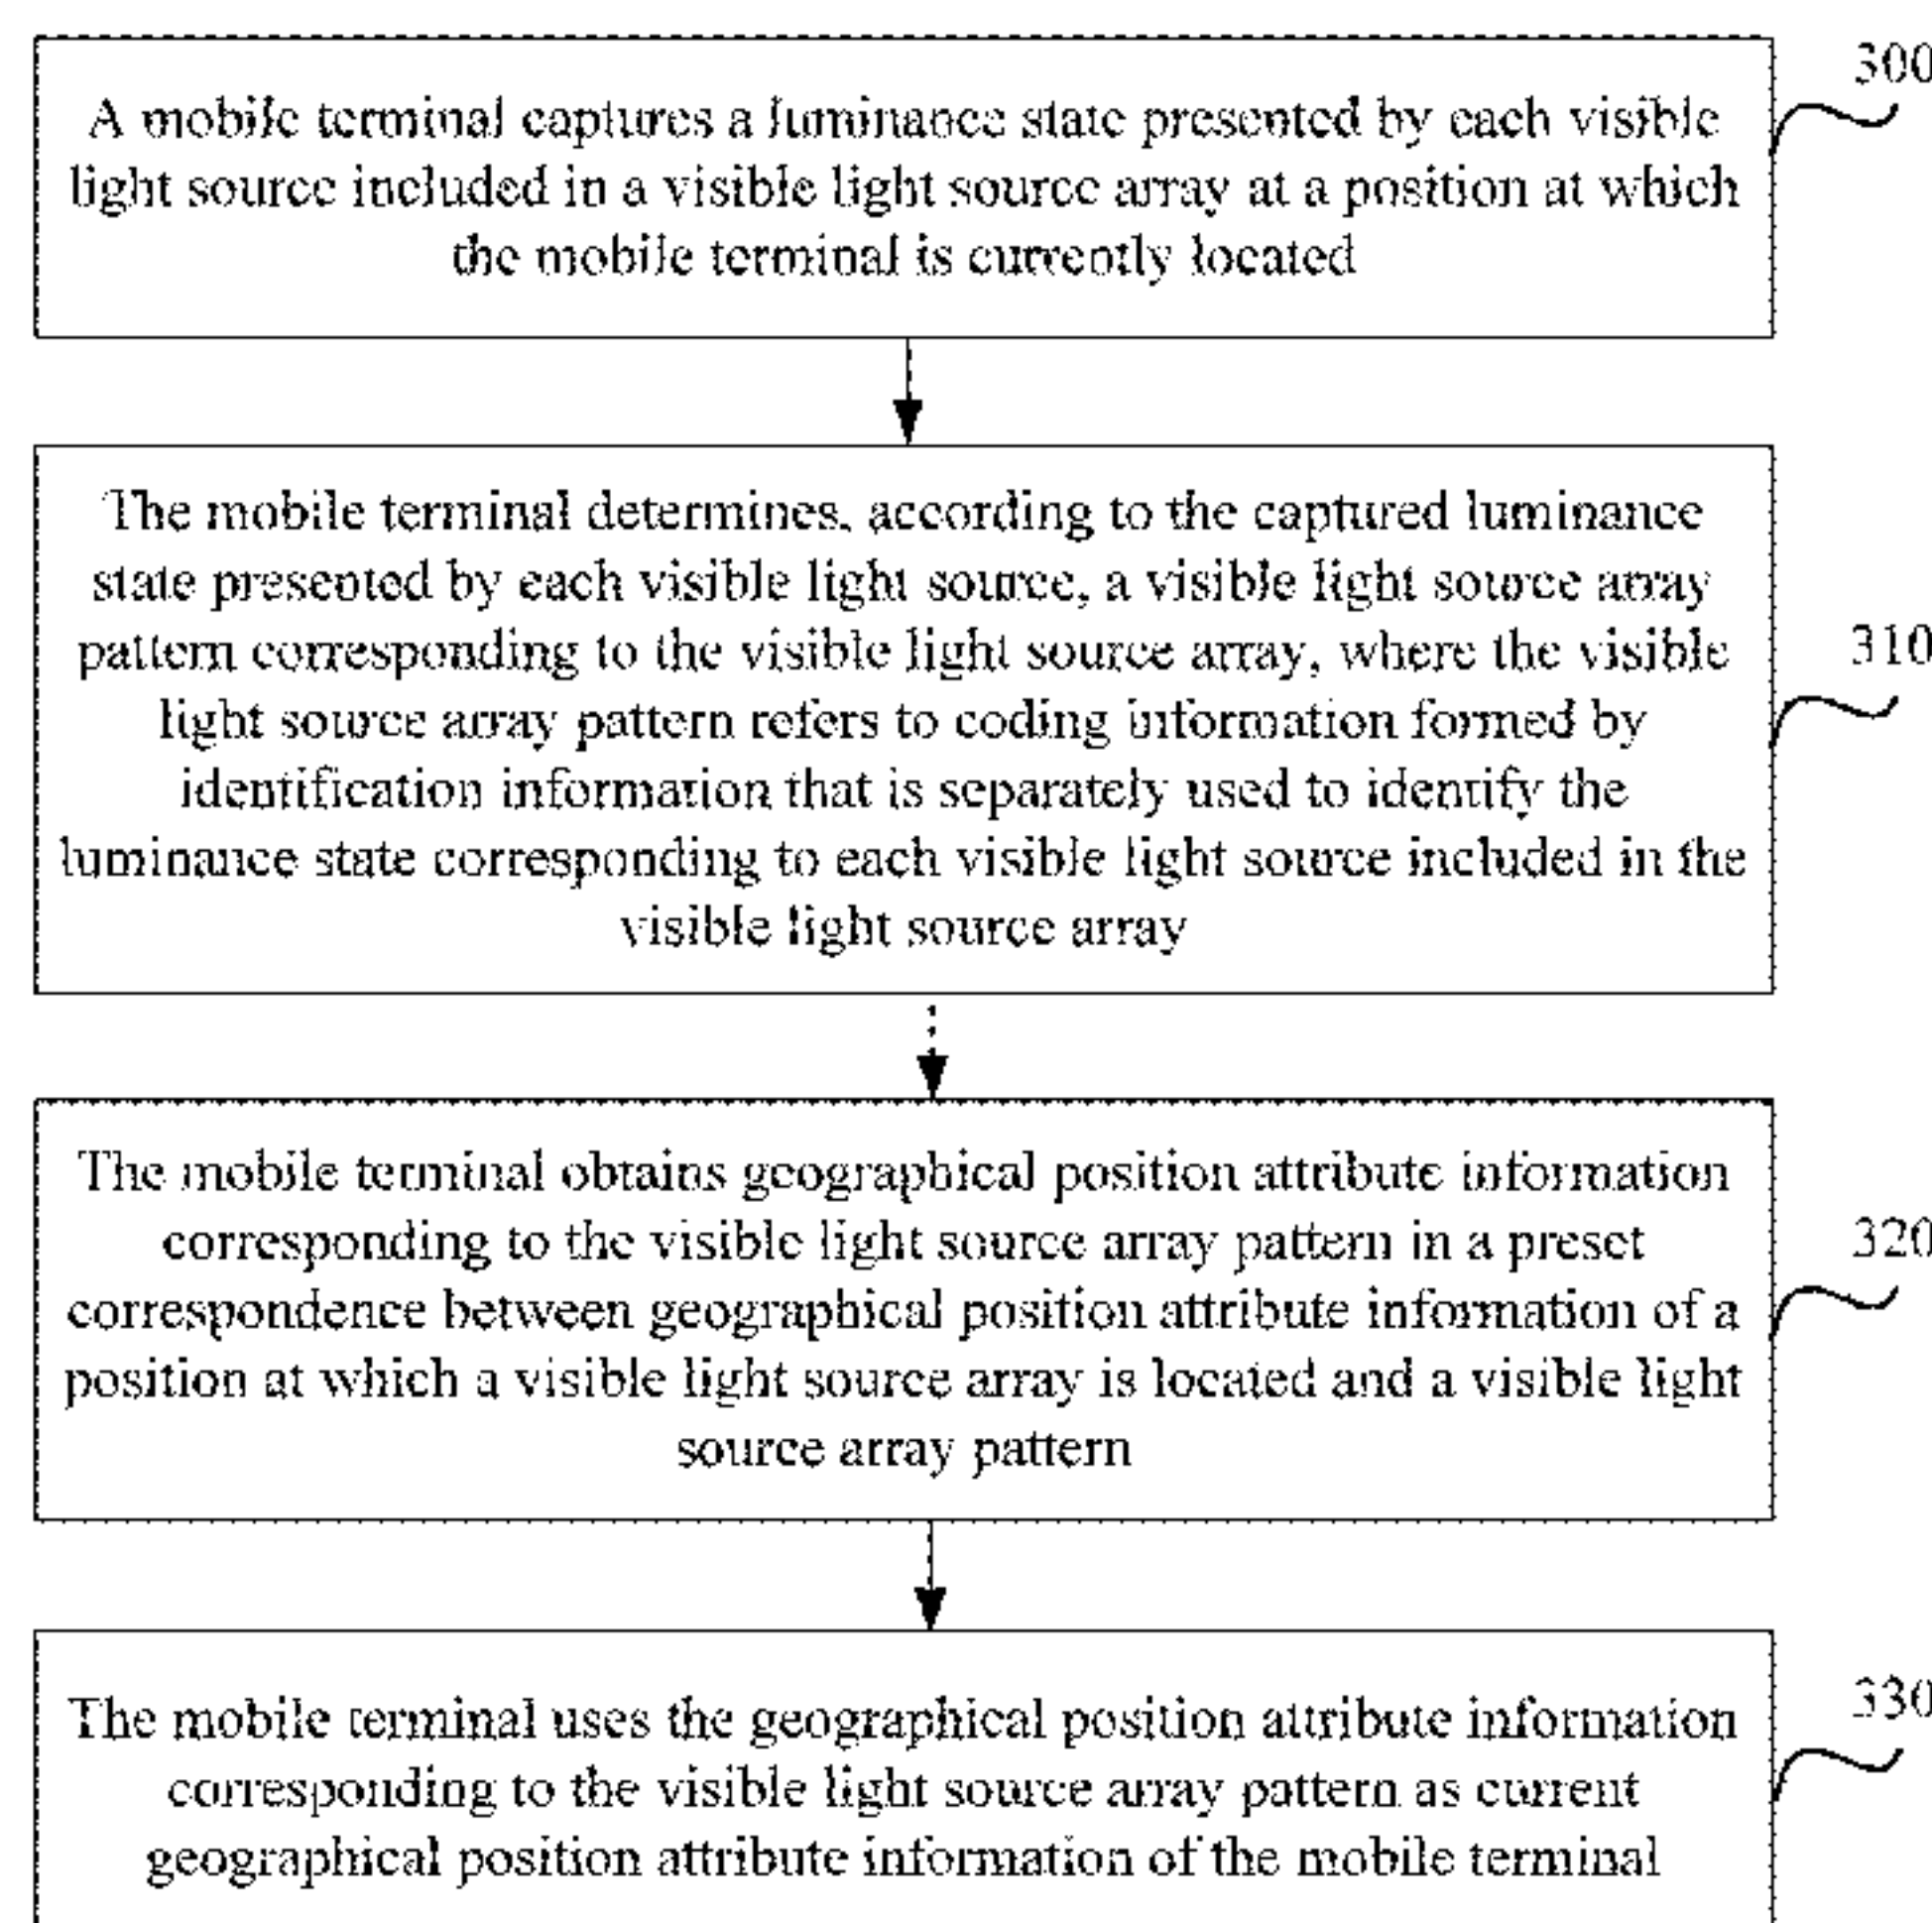 300
A mobile terminal captures a luminance state presented by each visible
light source included in a visible light source array at a position at which
the mobile terminal is currently located
The mobile terminal determines, according to the captured luminance
state presented by each visible light source, a visible light source array
pattern corresponding to the visible light source array, where the visible
light source array pattern refers to coding information formed by
identification information that is separately used to identify the
luminance state corresponding to each visible light source included in the
visible light source array
310
The mobile terminal obtains geographical position attribute information
corresponding to the visible light source array pattern in a preset
correspondence between geographical position attribute information of a
position at which a visible light source array is located and a visible light
source array pattern
320
The mobile terminal uses the geographical position attribute information
corresponding to the visible light source array pattern as current
geographical position attribute information of the mobile terminal
330